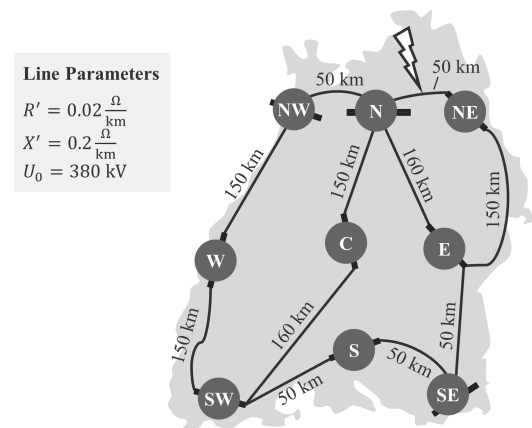 Line Parameters
R′ = 0.02 Ω/km
X′ = 0.2 Ω/km
U₀ = 380 kV
50 km
50 km
NW
N
NE
150 km
150 km
160 km
150 km
W
C
E
150 km
160 km
50 km
S
50 km
SW
50 km
SE